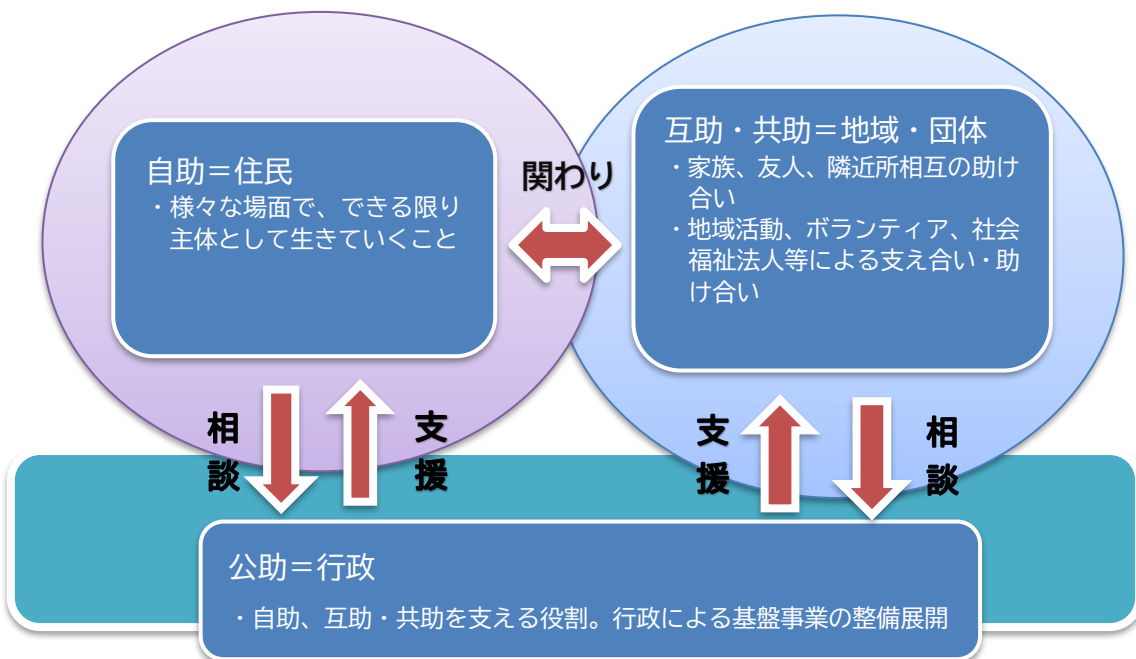 自助＝住民
・様々な場面で、できる限り
主体として生きていくこと
関わり
互助・共助＝地域・団体
・家族、友人、隣近所相互の助け
合い
・地域活動、ボランティア、社会
福祉法人等による支え合い・助
け合い
相談
支援
支援
相談
公助＝行政
・自助、互助・共助を支える役割。行政による基盤事業の整備展開